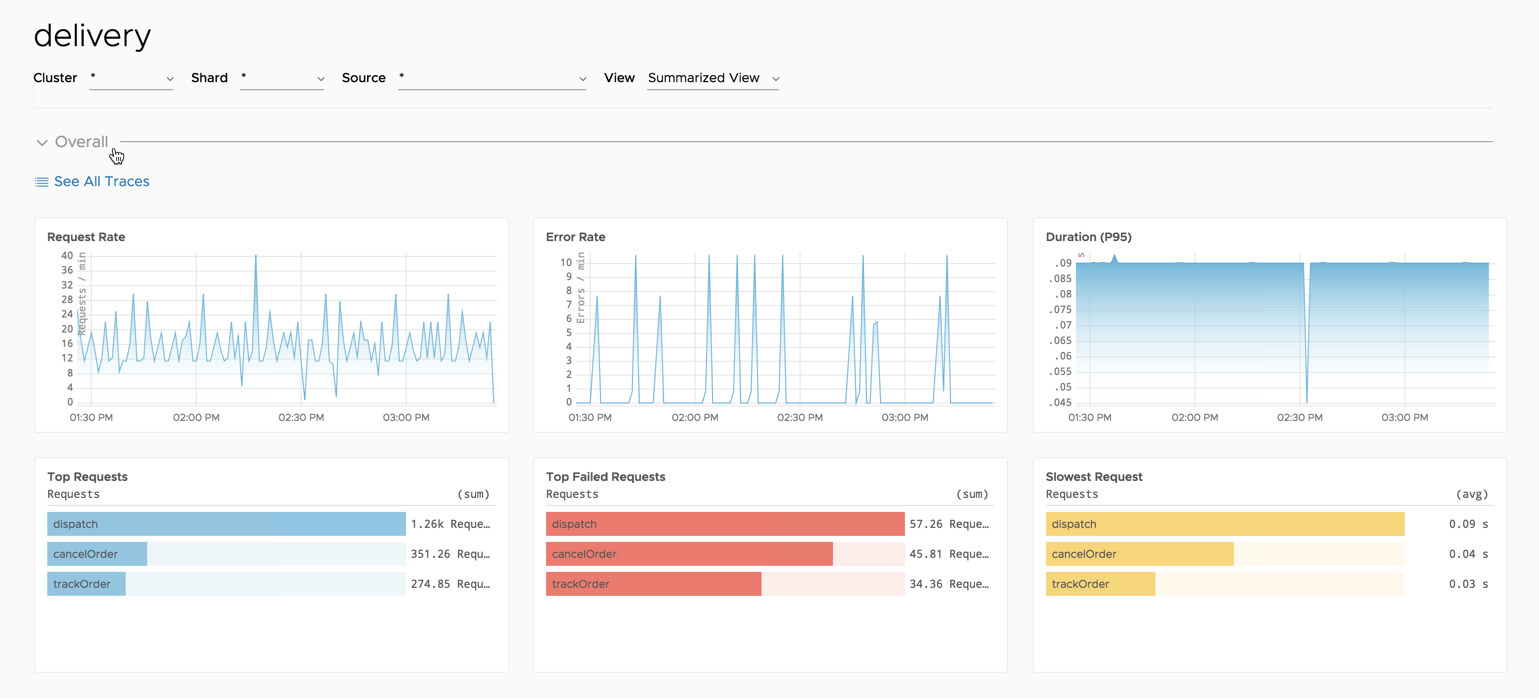 delivery
Cluster * Shard * Source * View Summarized View
Overall
See All Traces
Request Rate
Requests / min
40
36
32
28
24
20
16
12
8
4
0
01:30 PM 02:00 PM 02:30 PM 03:00 PM
Error Rate
Errors / min
10
9
8
7
6
5
4
3
2
1
0
01:30 PM 02:00 PM 02:30 PM 03:00 PM
Duration (P95)
s
.09
.085
.08
.075
.07
.065
.06
.055
.05
.045
01:30 PM 02:00 PM 02:30 PM 03:00 PM
Top Requests
Requests (sum)
dispatch 1.26k Reque…
cancelOrder 351.26 Requ…
trackOrder 274.85 Requ…
Top Failed Requests
Requests (sum)
dispatch 57.26 Reque…
cancelOrder 45.81 Reque…
trackOrder 34.36 Reque…
Slowest Request
Requests (avg)
dispatch 0.09 s
cancelOrder 0.04 s
trackOrder 0.03 s